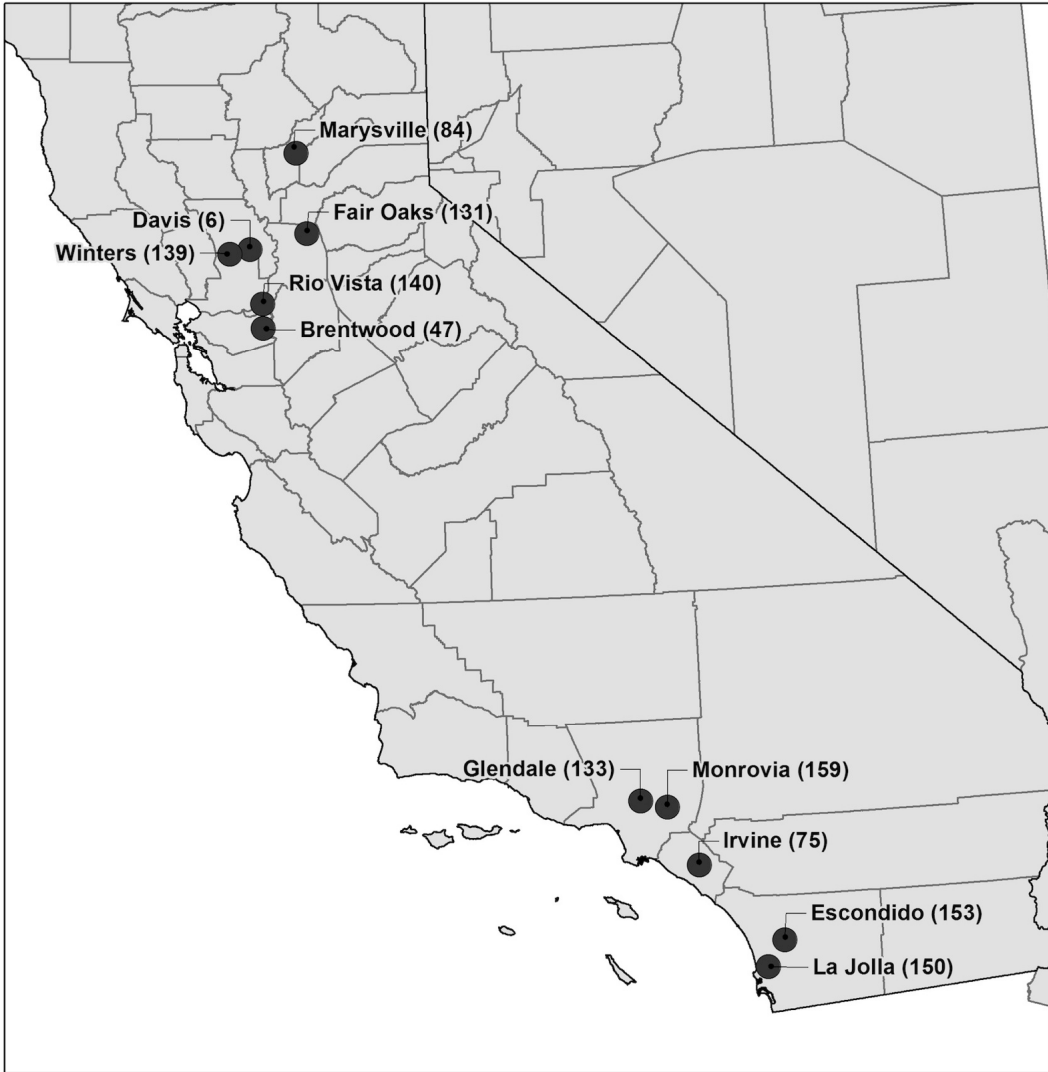 Marysville (84)
Fair Oaks (131)
Davis (6)
Winters (139)
Rio Vista (140)
Brentwood (47)
Glendale (133)
Monrovia (159)
Irvine (75)
Escondido (153)
La Jolla (150)